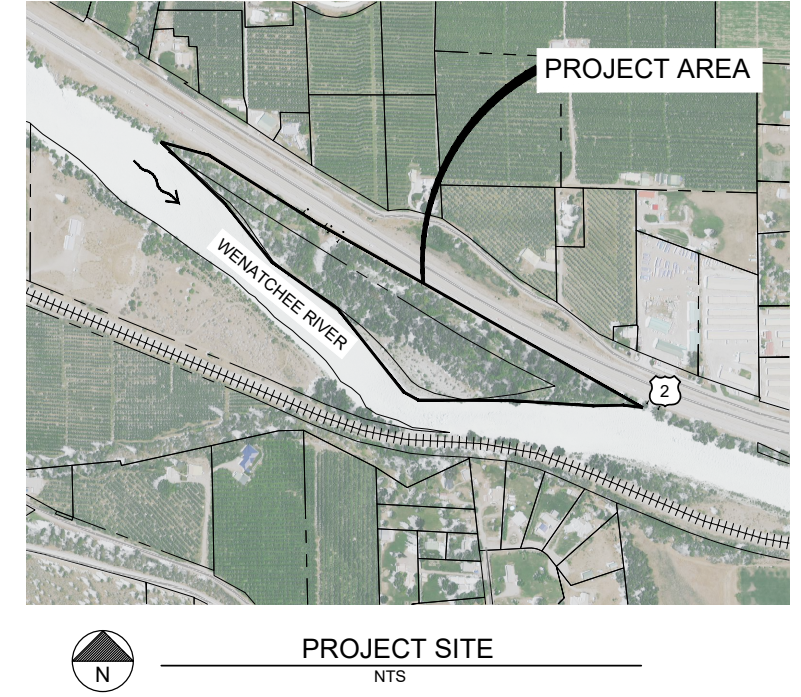 PROJECT AREA
WENATCHEE RIVER
2
PROJECT SITE
NTS
N